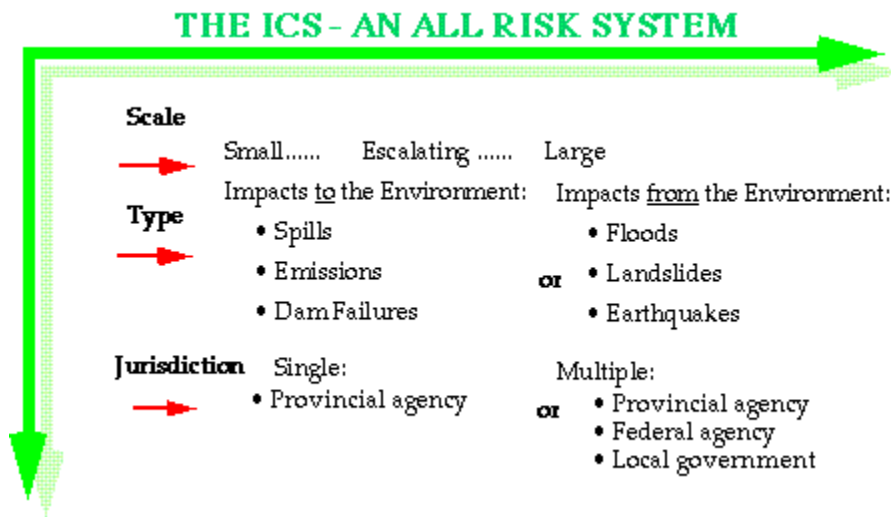 THE ICS - AN ALL RISK SYSTEM
Scale
Small...... Escalating ...... Large
Type
Impacts to the Environment:
• Spills
• Emissions
• Dam Failures
or
Impacts from the Environment:
• Floods
• Landslides
• Earthquakes
Jurisdiction
Single:
• Provincial agency
or
Multiple:
• Provincial agency
• Federal agency
• Local government